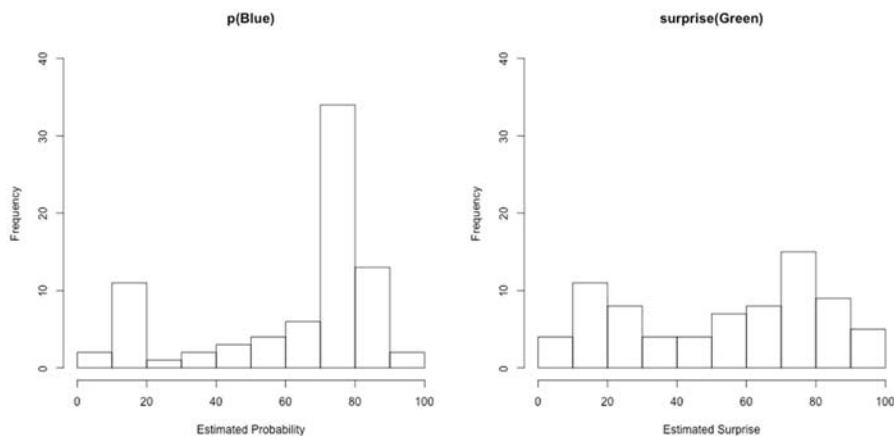 p(Blue)
40
30
20
10
0
Frequency
0 20 40 60 80 100
Estimated Probability
surprise(Green)
40
30
20
10
0
Frequency
0 20 40 60 80 100
Estimated Surprise